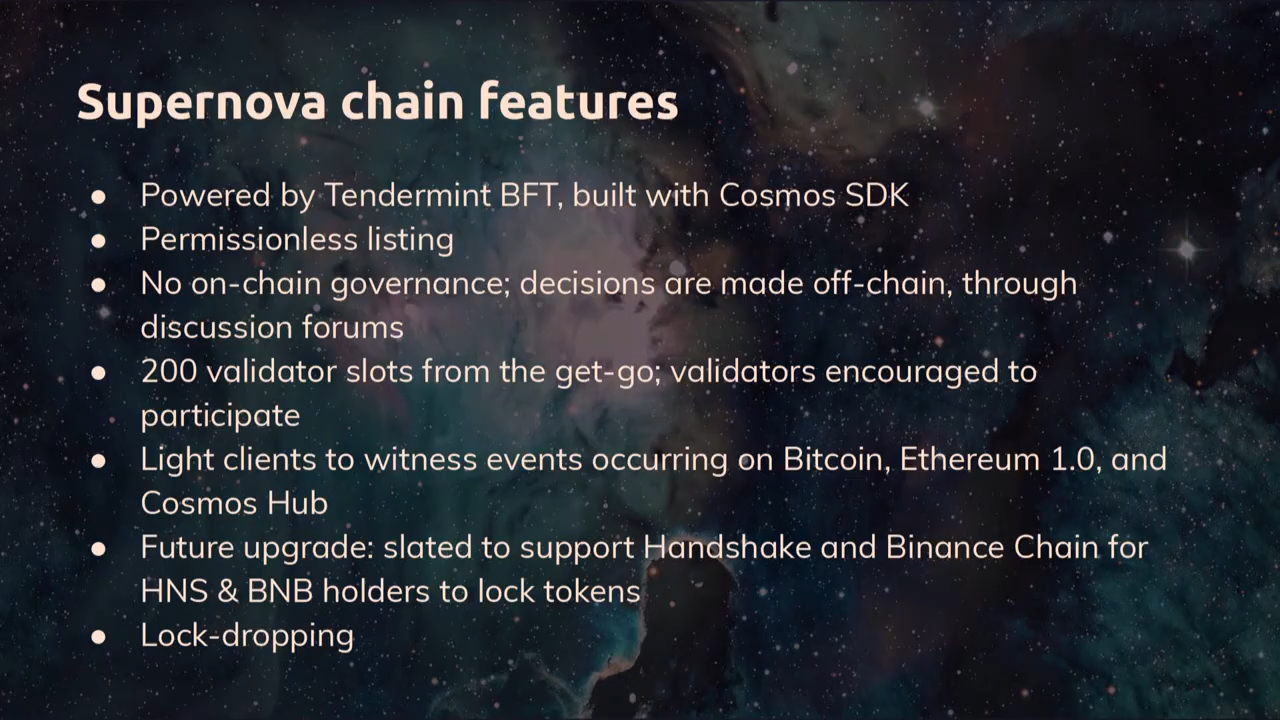 Supernova chain features
● Powered by Tendermint BFT, built with Cosmos SDK
● Permissionless listing
● No on-chain governance; decisions are made off-chain, through
discussion forums
● 200 validator slots from the get-go; validators encouraged to
participate
● Light clients to witness events occurring on Bitcoin, Ethereum 1.0, and
Cosmos Hub
● Future upgrade: slated to support Handshake and Binance Chain for
HNS & BNB holders to lock tokens
● Lock-dropping